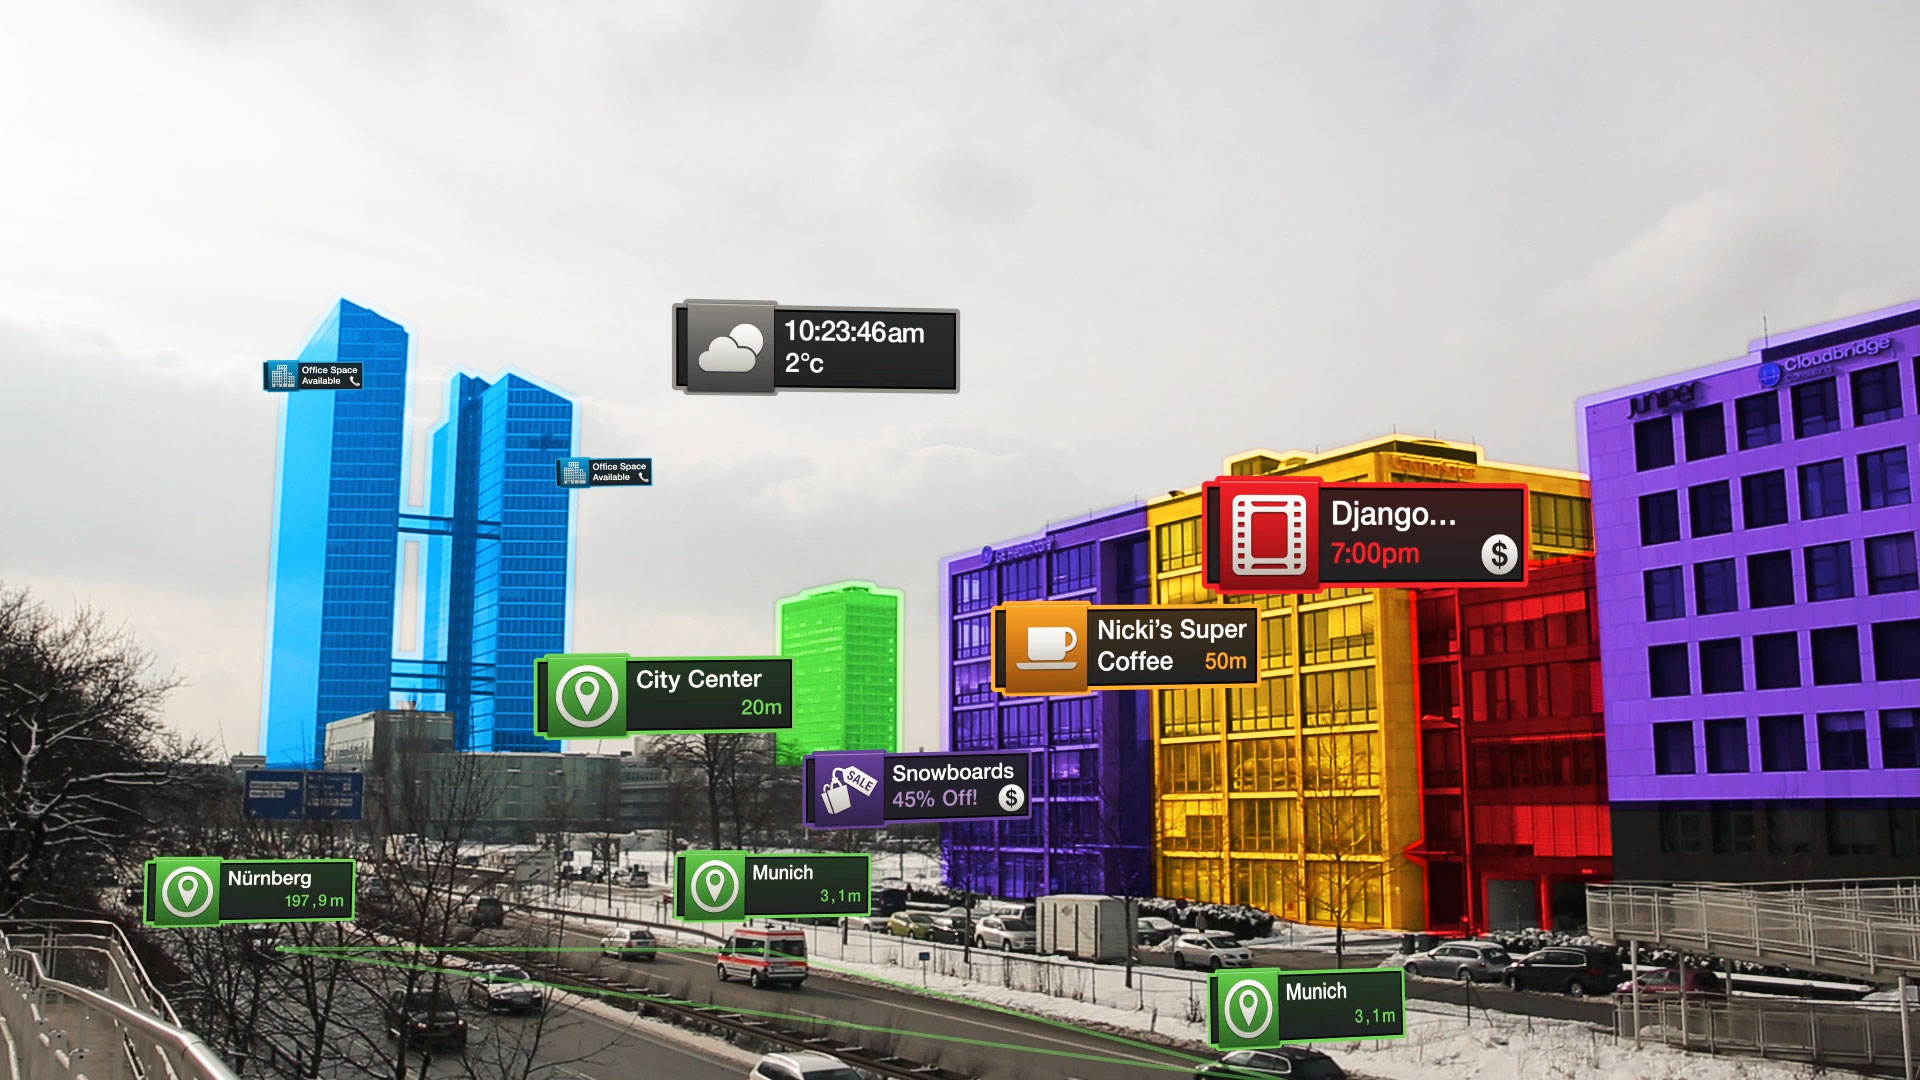 10:23:46am
2°c
Cloudbridge
JUNIPER
Office Space
Available
Office Space
Available
Django...
7:00pm
$
Nicki's Super
Coffee 50m
City Center
20m
Snowboards
45% Off!
$
SALE
Nürnberg
197,9m
Munich
3,1m
Munich
3,1m